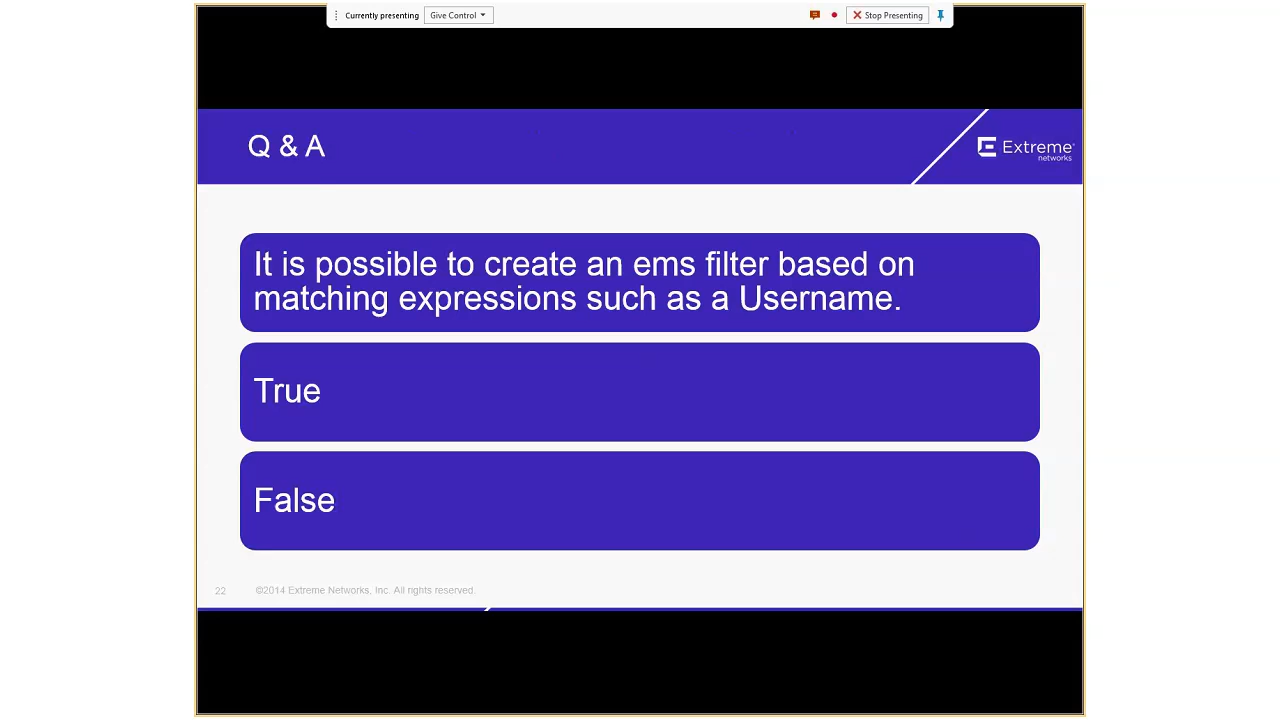 Currently presenting Give Control Stop Presenting
Q & A
Extreme
networks
It is possible to create an ems filter based on
matching expressions such as a Username.
True
False
22 ©2014 Extreme Networks, Inc. All rights reserved.